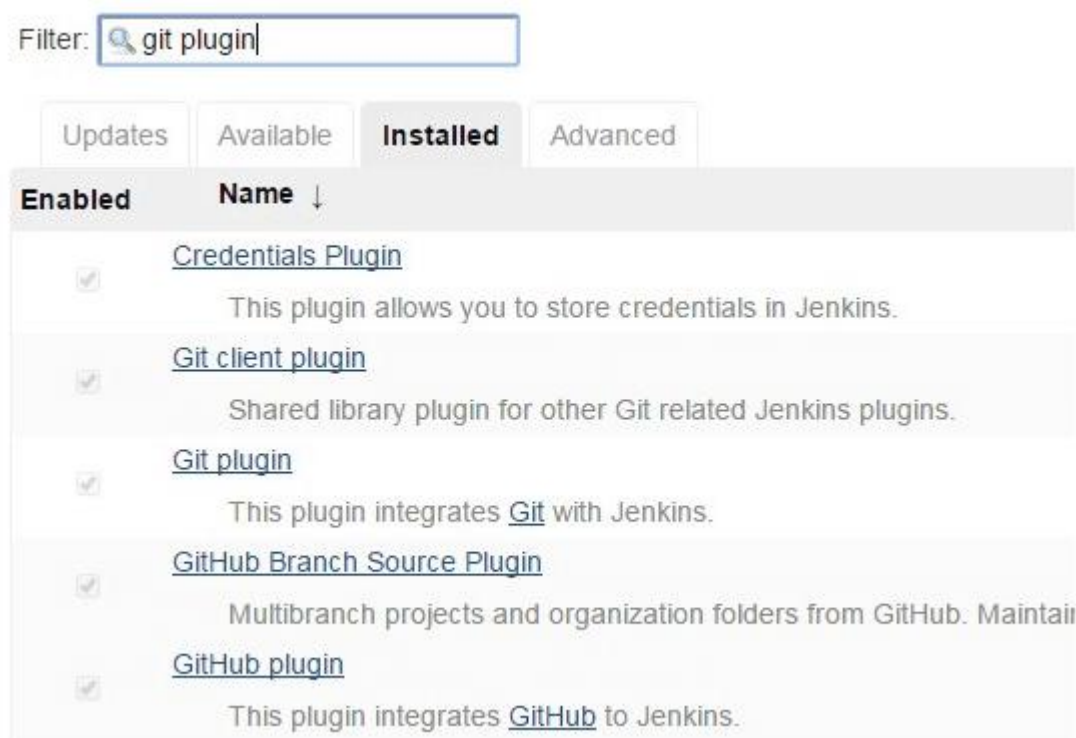 Filter: git plugin
Updates Available Installed Advanced
Enabled Name ↓
Credentials Plugin
This plugin allows you to store credentials in Jenkins.
Git client plugin
Shared library plugin for other Git related Jenkins plugins.
Git plugin
This plugin integrates Git with Jenkins.
GitHub Branch Source Plugin
Multibranch projects and organization folders from GitHub. Maintain
GitHub plugin
This plugin integrates GitHub to Jenkins.